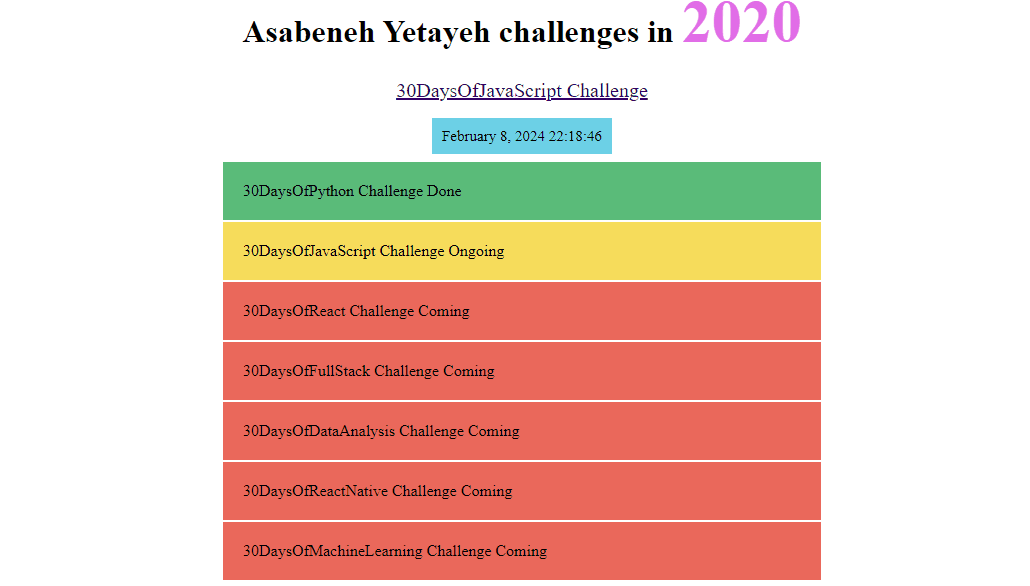 Asabeneh Yetayeh challenges in 2020
30DaysOfJavaScript Challenge
February 8, 2024 22:18:46
30DaysOfPython Challenge Done
30DaysOfJavaScript Challenge Ongoing
30DaysOfReact Challenge Coming
30DaysOfFullStack Challenge Coming
30DaysOfDataAnalysis Challenge Coming
30DaysOfReactNative Challenge Coming
30DaysOfMachineLearning Challenge Coming